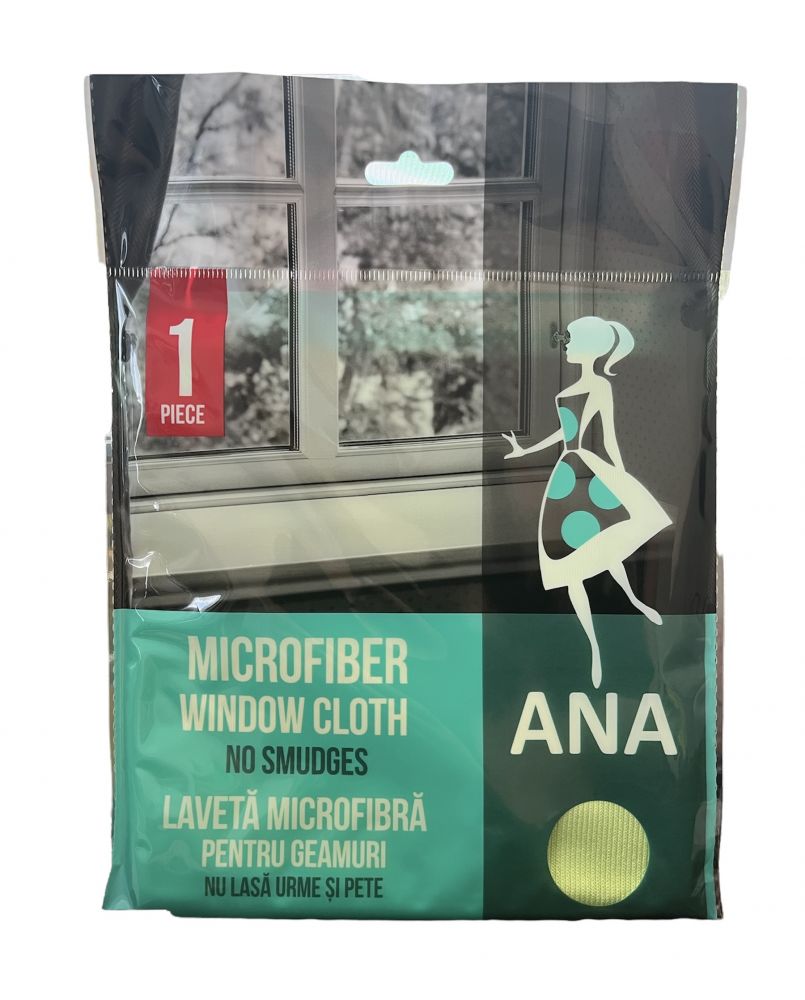 1
PIECE
MICROFIBER
WINDOW CLOTH
NO SMUDGES
LAVETĂ MICROFIBRĂ
PENTRU GEAMURI
NU LASĂ URME ȘI PETE
ANA